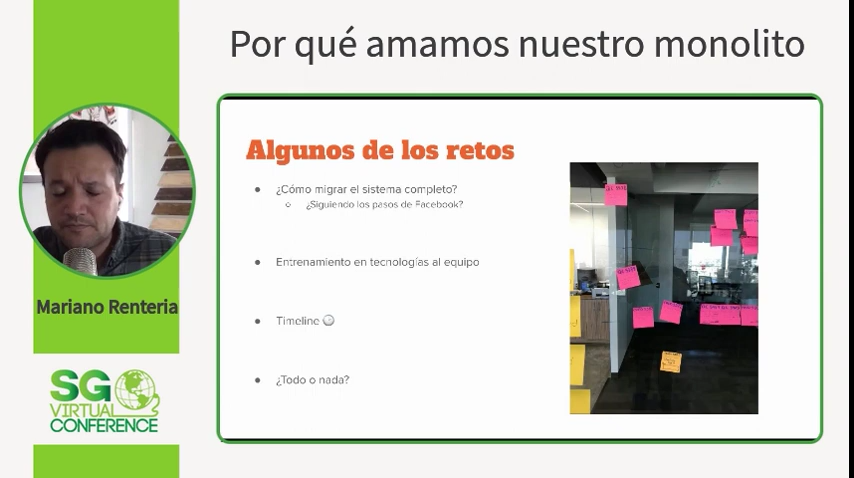 Por qué amamos nuestro monolito
Algunos de los retos
¿Cómo migrar el sistema completo?
¿Siguiendo los pasos de Facebook?
Entrenamiento en tecnologías al equipo
Timeline
¿Todo o nada?
Mariano Renteria
SG
VIRTUAL
CONFERENCE